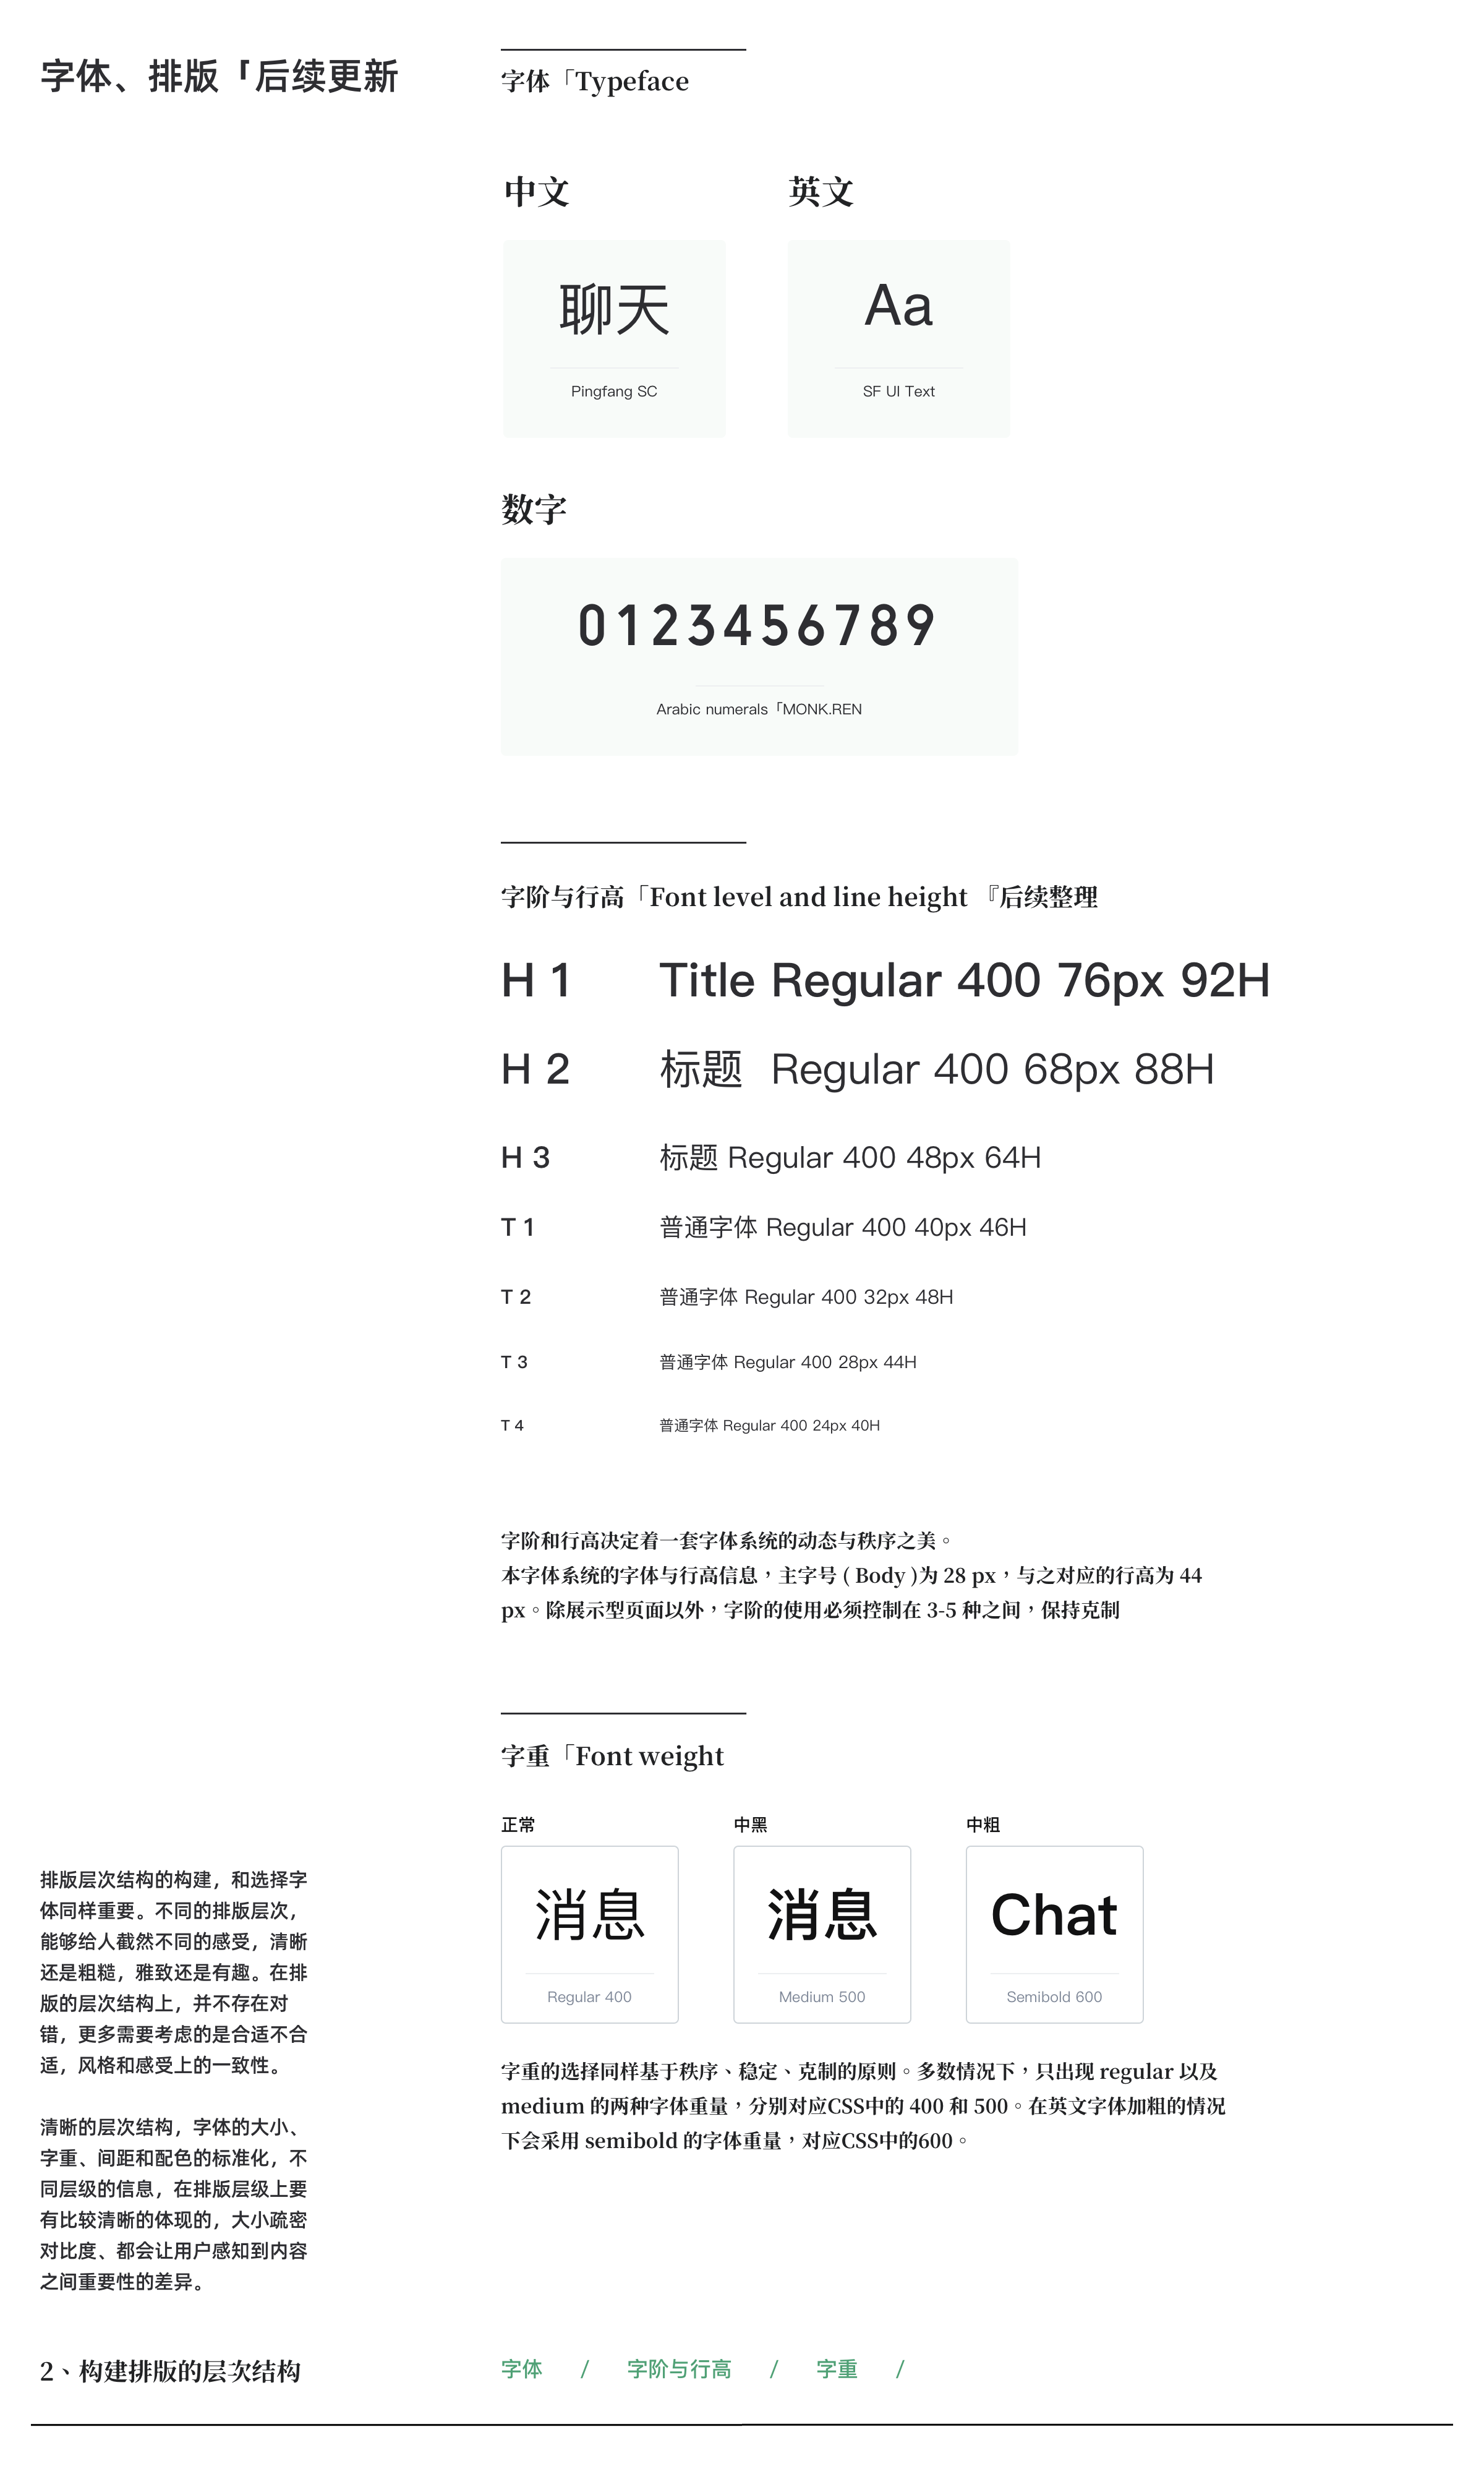 字体、排版「后续更新
字体「Typeface
中文
英文
聊天
Aa
Pingfang SC
SF UI Text
数字
0123456789
Arabic numerals「MONK.REN
字阶与行高「Font level and line height 『后续整理
H 1 Title Regular 400 76px 92H
H 2 标题 Regular 400 68px 88H
H 3 标题 Regular 400 48px 64H
T 1 普通字体 Regular 400 40px 46H
T 2 普通字体 Regular 400 32px 48H
T 3 普通字体 Regular 400 28px 44H
T 4 普通字体 Regular 400 24px 40H
字阶和行高决定着一套字体系统的动态与秩序之美。
本字体系统的字体与行高信息，主字号 ( Body )为 28 px，与之对应的行高为 44
px。除展示型页面以外，字阶的使用必须控制在 3-5 种之间，保持克制
字重「Font weight
正常
中黑
中粗
消息
消息
Chat
Regular 400
Medium 500
Semibold 600
字重的选择同样基于秩序、稳定、克制的原则。多数情况下，只出现 regular 以及
medium 的两种字体重量，分别对应CSS中的 400 和 500。在英文字体加粗的情况
下会采用 semibold 的字体重量，对应CSS中的600。
排版层次结构的构建，和选择字
体同样重要。不同的排版层次，
能够给人截然不同的感受，清晰
还是粗糙，雅致还是有趣。在排
版的层次结构上，并不存在对
错，更多需要考虑的是合适不合
适，风格和感受上的一致性。
清晰的层次结构，字体的大小、
字重、间距和配色的标准化，不
同层级的信息，在排版层级上要
有比较清晰的体现的，大小疏密
对比度、都会让用户感知到内容
之间重要性的差异。
2、构建排版的层次结构
字体 / 字阶与行高 / 字重 /